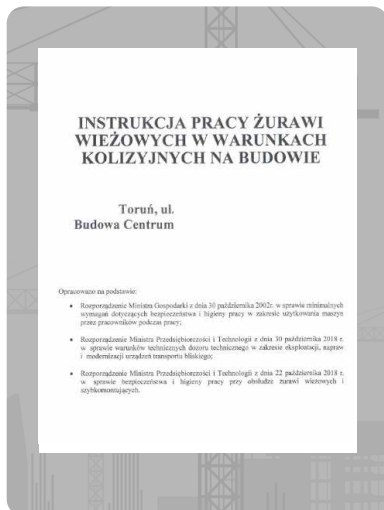 INSTRUKCJA PRACY ŻURAWI
WIEŻOWYCH W WARUNKACH
KOLIZYJNYCH NA BUDOWIE
Toruń, ul.
Budowa Centrum
Opracowano na podstawie:
• Rozporządzenie Ministra Gospodarki z dnia 30 października 2002r. w sprawie minimalnych
wymagań dotyczących bezpieczeństwa i higieny pracy w zakresie użytkowania maszyn
przez pracowników podczas pracy;
• Rozporządzenie Ministra Przedsiębiorczości i Technologii z dnia 30 października 2018 r.
w sprawie warunków technicznych dozoru technicznego w zakresie eksploatacji, napraw
i modernizacji urządzeń transportu bliskiego;
• Rozporządzenie Ministra Przedsiębiorczości i Technologii z dnia 22 października 2018 r.
w sprawie bezpieczeństwa i higieny pracy przy obsłudze żurawi wieżowych i
szybkomontujących.